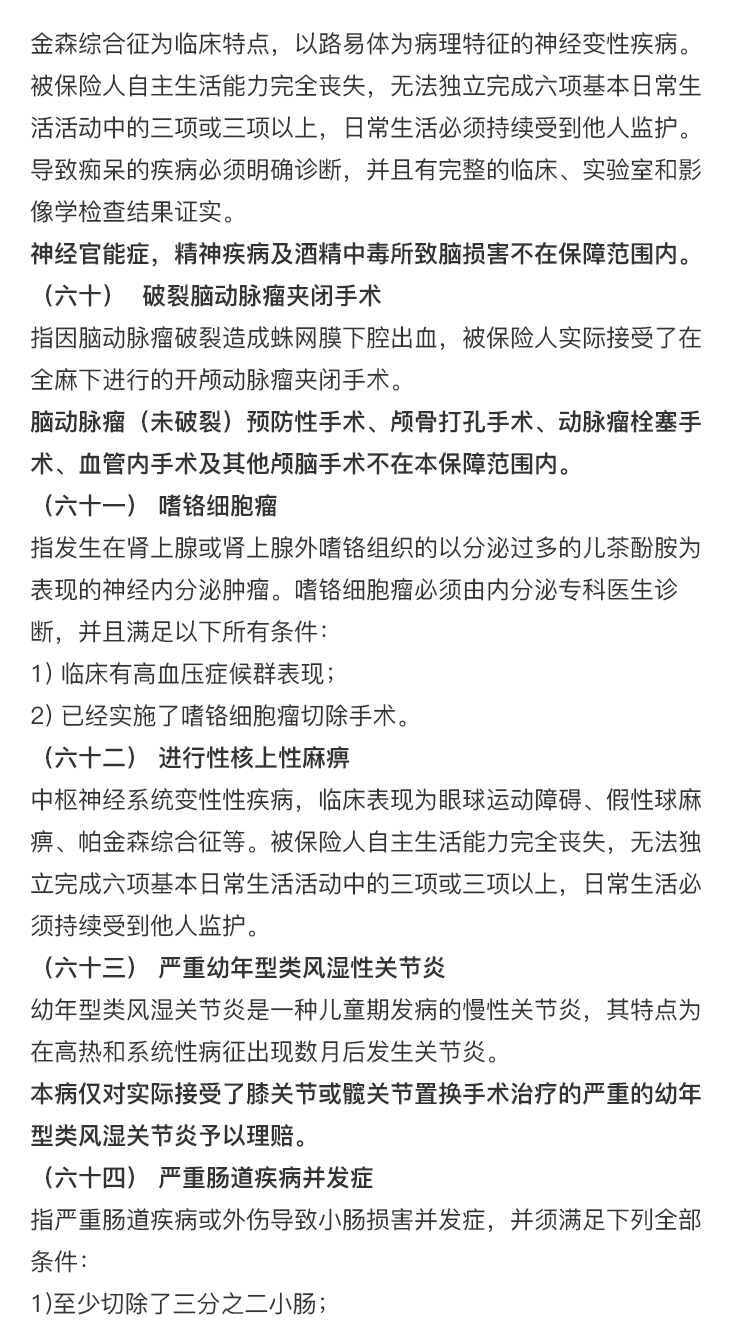 金森综合征为临床特点，以路易体为病理特征的神经变性疾病。
被保险人自主生活能力完全丧失，无法独立完成六项基本日常生
活活动中的三项或三项以上，日常生活必须持续受到他人监护。
导致痴呆的疾病必须明确诊断，并且有完整的临床、实验室和影
像学检查结果证实。
神经官能症，精神疾病及酒精中毒所致脑损害不在保障范围内。
（六十） 破裂脑动脉瘤夹闭手术
指因脑动脉瘤破裂造成蛛网膜下腔出血，被保险人实际接受了在
全麻下进行的开颅动脉瘤夹闭手术。
脑动脉瘤（未破裂）预防性手术、颅骨打孔手术、动脉瘤栓塞手
术、血管内手术及其他颅脑手术不在本保障范围内。
（六十一） 嗜铬细胞瘤
指发生在肾上腺或肾上腺外嗜铬组织的以分泌过多的儿茶酚胺为
表现的神经内分泌肿瘤。嗜铬细胞瘤必须由内分泌专科医生诊
断，并且满足以下所有条件：
1) 临床有高血压症候群表现；
2) 已经实施了嗜铬细胞瘤切除手术。
（六十二） 进行性核上性麻痹
中枢神经系统变性性疾病，临床表现为眼球运动障碍、假性球麻
痹、帕金森综合征等。被保险人自主生活能力完全丧失，无法独
立完成六项基本日常生活活动中的三项或三项以上，日常生活必
须持续受到他人监护。
（六十三） 严重幼年型类风湿性关节炎
幼年型类风湿关节炎是一种儿童期发病的慢性关节炎，其特点为
在高热和系统性病征出现数月后发生关节炎。
本病仅对实际接受了膝关节或髋关节置换手术治疗的严重的幼年
型类风湿关节炎予以理赔。
（六十四） 严重肠道疾病并发症
指严重肠道疾病或外伤导致小肠损害并发症，并须满足下列全部
条件：
1)至少切除了三分之二小肠；